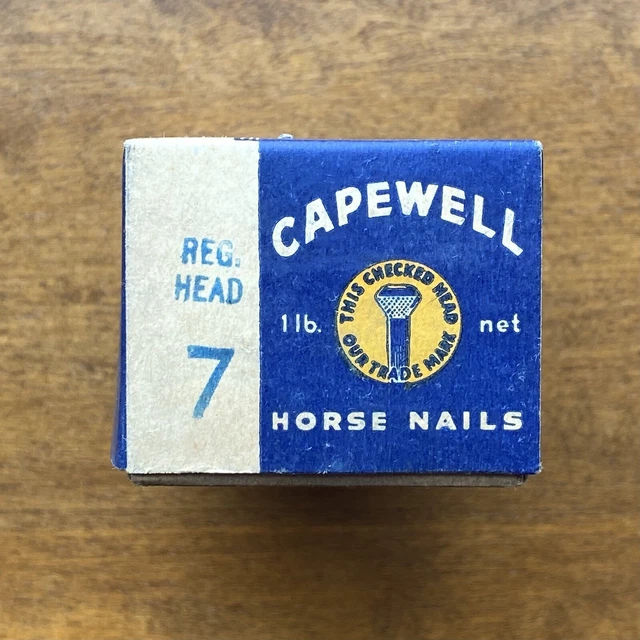 REG.
HEAD
7
CAPEWELL
THIS CHECKED HEAD
OUR TRADE MARK
1 lb. net
HORSE NAILS